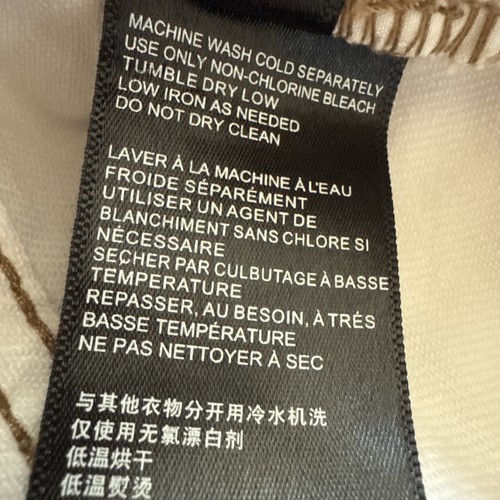 MACHINE WASH COLD SEPARATELY
USE ONLY NON-CHLORINE BLEACH
TUMBLE DRY LOW
LOW IRON AS NEEDED
DO NOT DRY CLEAN
LAVER À LA MACHINE À L'EAU
FROIDE SÉPARÉMENT
UTILISER UN AGENT DE
BLANCHIMENT SANS CHLORE SI
NÉCESSAIRE
SECHER PAR CULBUTAGE À BASSE
TEMPERATURE
REPASSER, AU BESOIN, À TRÉS
BASSE TEMPÉRATURE
NE PAS NETTOYER À SEC
与其他衣物分开用冷水机洗
仅使用无氯漂白剂
低温烘干
低温熨烫